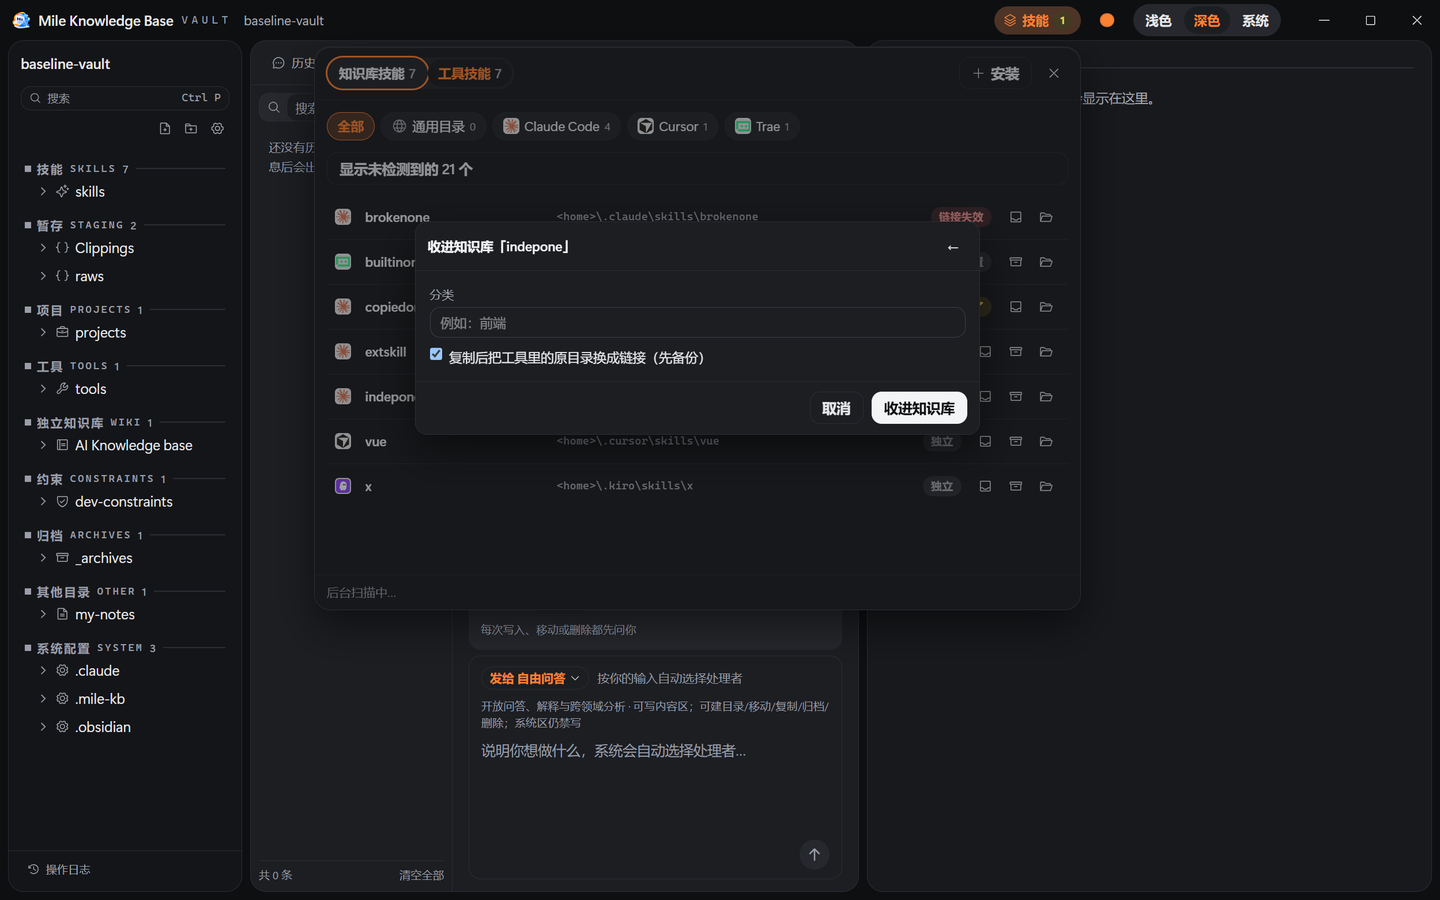 Mile Knowledge Base VAULT baseline-vault
技能 1
浅色 深色 系统
baseline-vault
搜索 Ctrl P
技能 SKILLS 7
skills
暂存 STAGING 2
Clippings
raws
项目 PROJECTS 1
projects
工具 TOOLS 1
tools
独立知识库 WIKI 1
AI Knowledge base
约束 CONSTRAINTS 1
dev-constraints
归档 ARCHIVES 1
_archives
其他目录 OTHER 1
my-notes
系统配置 SYSTEM 3
.claude
.mile-kb
.obsidian
操作日志
历史
搜索
还没有历
息后会出
共 0 条 清空全部
知识库技能 7 工具技能 7
安装
全部 通用目录 0 Claude Code 4 Cursor 1 Trae 1
显示未检测到的 21 个
brokenone <home>\.claude\skills\brokenone 链接失效
builtinor
copiedo
extskill
indepon
vue <home>\.cursor\skills\vue 独立
x <home>\.kiro\skills\x 独立
后台扫描中...
收进知识库「indepone」 ←
分类
例如：前端
复制后把工具里的原目录换成链接（先备份）
取消 收进知识库
每次写入、移动或删除都先问你
发给 自由问答 按你的输入自动选择处理者
开放问答、解释与跨领域分析 · 可写内容区；可建目录/移动/复制/归档/
删除；系统区仍禁写
说明你想做什么，系统会自动选择处理者...
显示在这里。